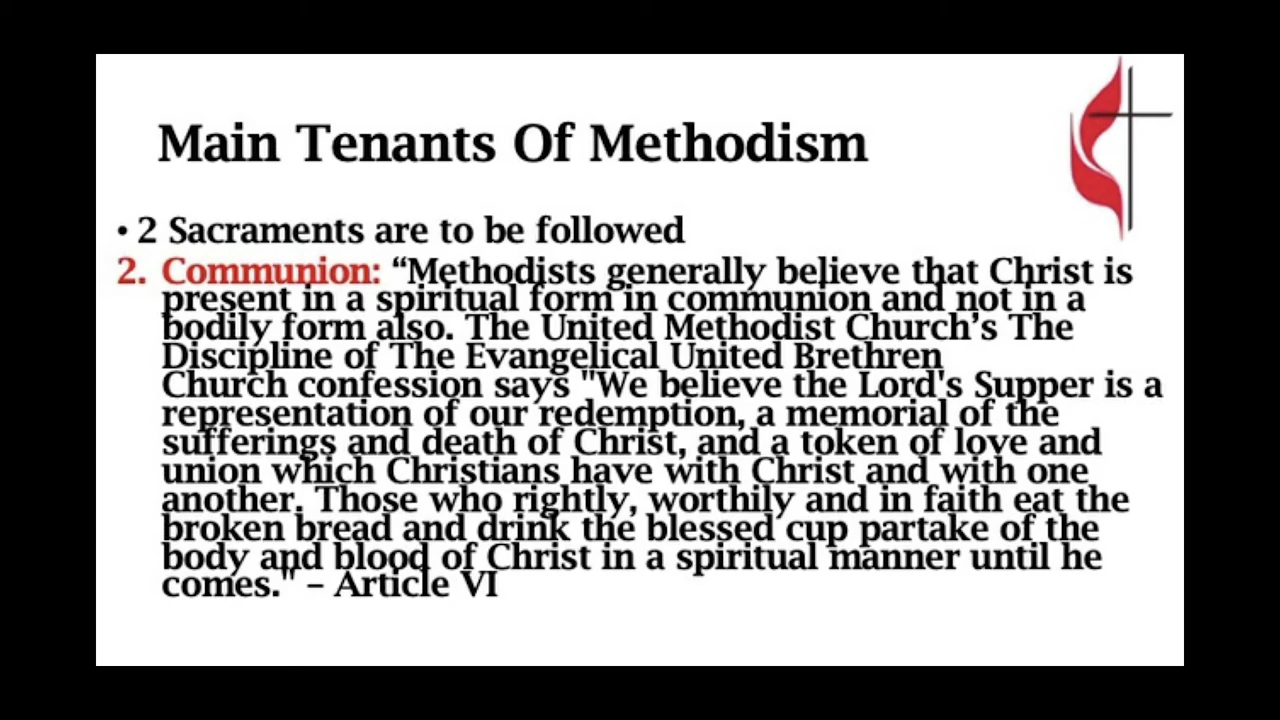 Main Tenants Of Methodism
• 2 Sacraments are to be followed
2. Communion: “Methodists generally believe that Christ is
present in a spiritual form in communion and not in a
bodily form also. The United Methodist Church’s The
Discipline of The Evangelical United Brethren
Church confession says "We believe the Lord's Supper is a
representation of our redemption, a memorial of the
sufferings and death of Christ, and a token of love and
union which Christians have with Christ and with one
another. Those who rightly, worthily and in faith eat the
broken bread and drink the blessed cup partake of the
body and blood of Christ in a spiritual manner until he
comes." – Article VI